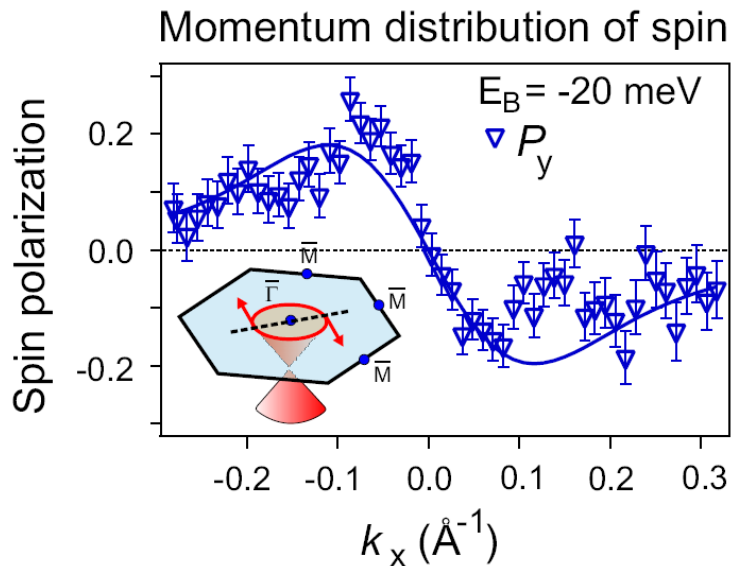 Momentum distribution of spin
E_B = -20 meV
P_y
Spin polarization
0.2
0.0
-0.2
M̅
Γ̅
M̅
M̅
-0.2 -0.1 0.0 0.1 0.2 0.3
k_x (Å⁻¹)